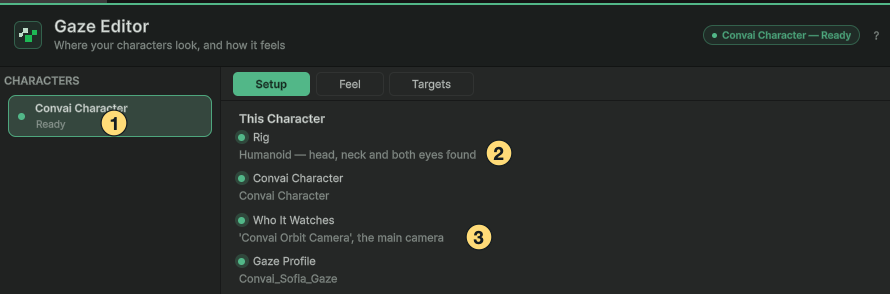 Gaze Editor
Where your characters look, and how it feels
Convai Character — Ready
?
CHARACTERS
Convai Character
Ready
1
Setup
Feel
Targets
This Character
Rig
Humanoid — head, neck and both eyes found
2
Convai Character
Convai Character
Who It Watches
'Convai Orbit Camera', the main camera
3
Gaze Profile
Convai_Sofia_Gaze